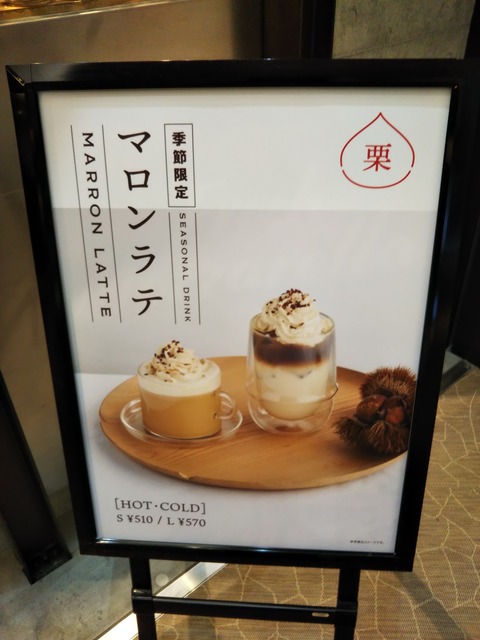 季節限定
SEASONAL DRINK
マロンラテ
MARRON LATTE
栗
[HOT・COLD]
S ¥510 / L ¥570